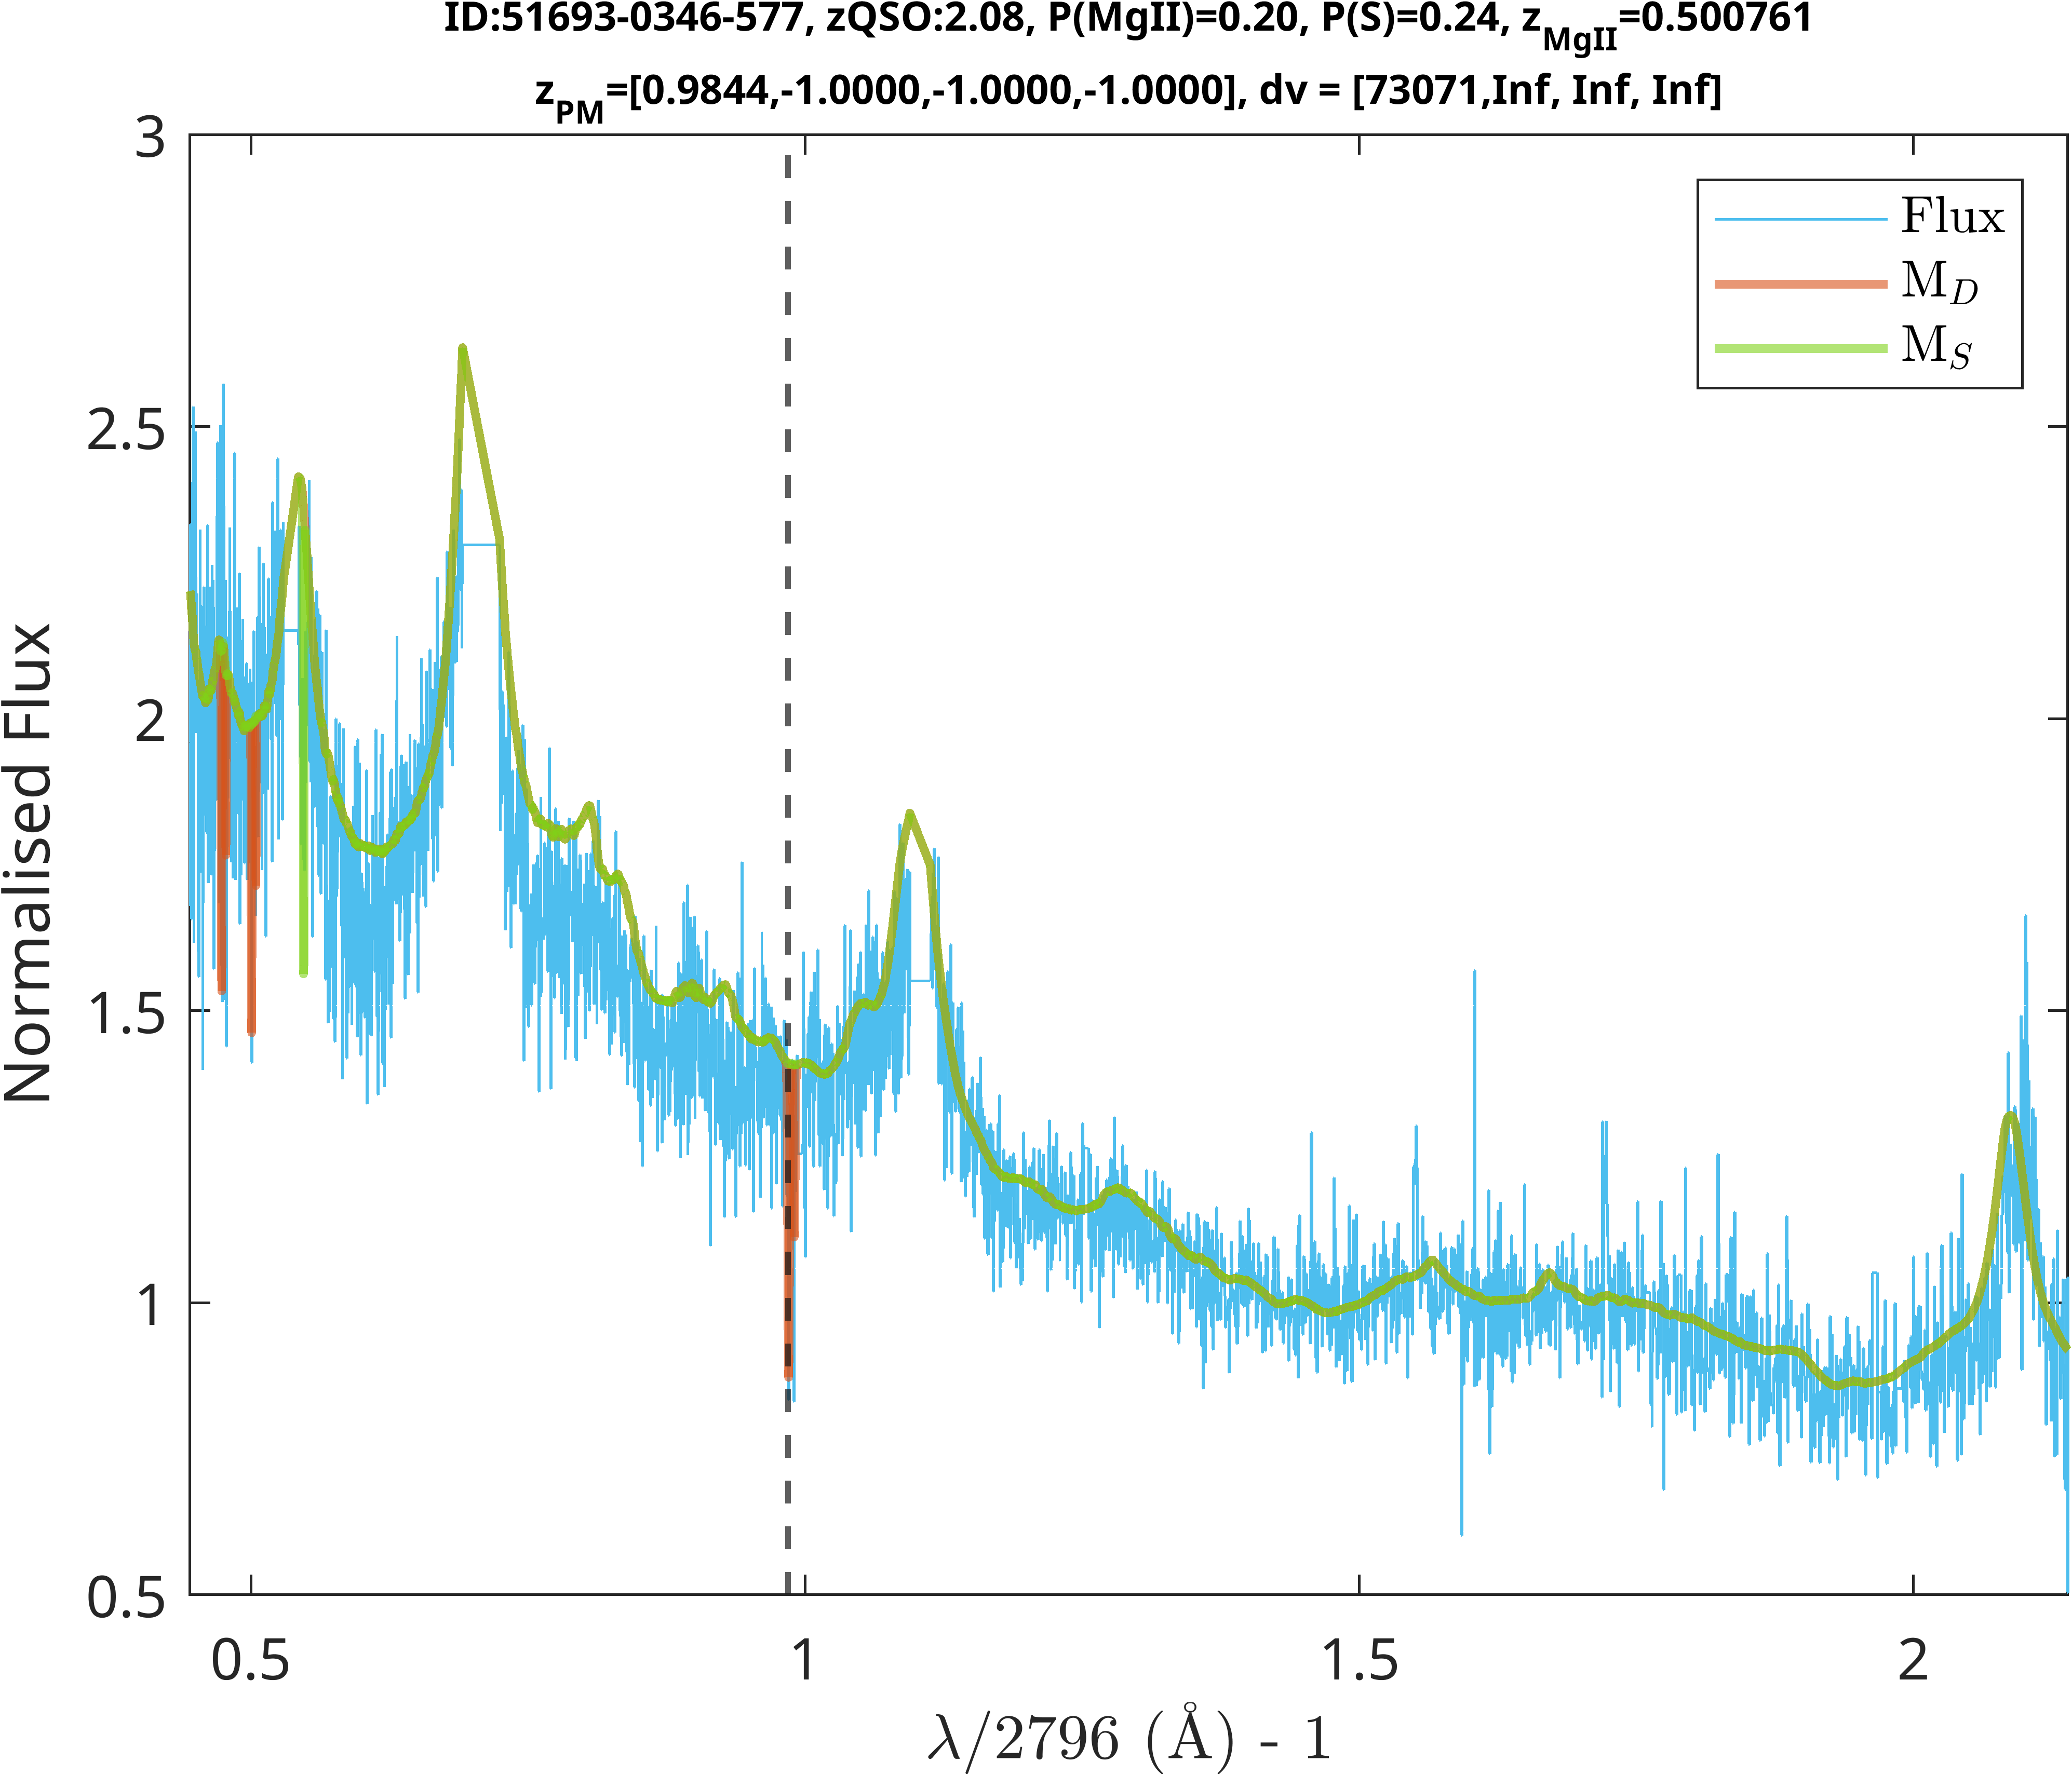 ID:51693-0346-577, zQSO:2.08, P(MgII)=0.20, P(S)=0.24, zMgII=0.500761
zPM=[0.9844,-1.0000,-1.0000,-1.0000], dv = [73071,Inf, Inf, Inf]
3
2.5
2
1.5
1
0.5
Normalised Flux
Flux
MD
MS
0.5
1
1.5
2
λ/2796 (Å) - 1